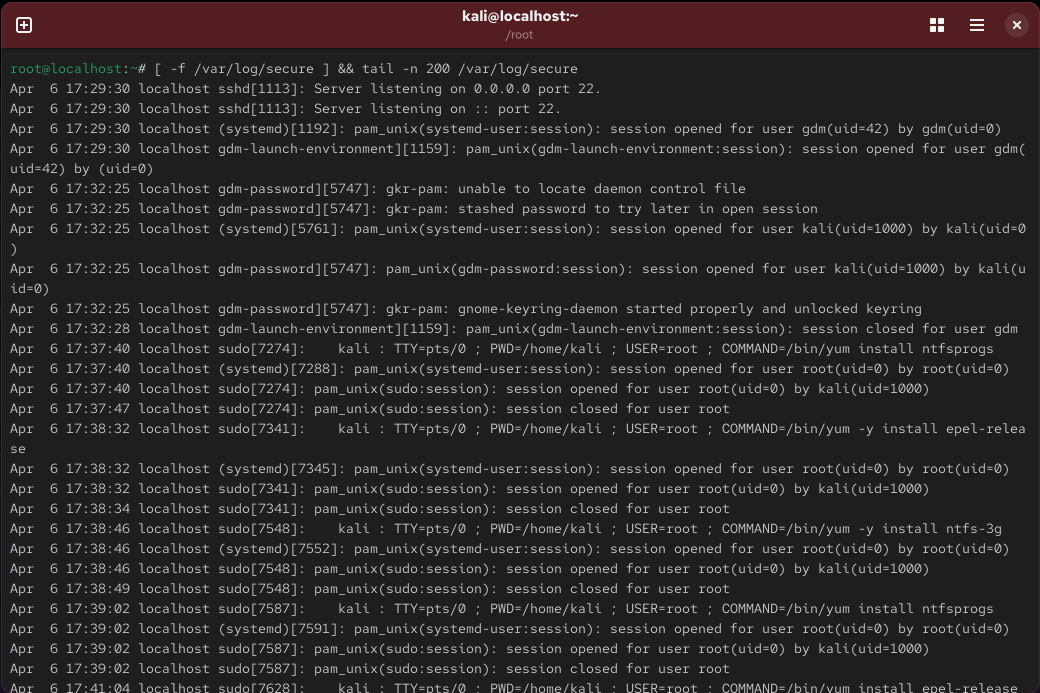 kali@localhost:~
/root
root@localhost:~# [ -f /var/log/secure ] && tail -n 200 /var/log/secure
Apr  6 17:29:30 localhost sshd[1113]: Server listening on 0.0.0.0 port 22.
Apr  6 17:29:30 localhost sshd[1113]: Server listening on :: port 22.
Apr  6 17:29:30 localhost (systemd)[1192]: pam_unix(systemd-user:session): session opened for user gdm(uid=42) by gdm(uid=0)
Apr  6 17:29:30 localhost gdm-launch-environment][1159]: pam_unix(gdm-launch-environment:session): session opened for user gdm(
uid=42) by (uid=0)
Apr  6 17:32:25 localhost gdm-password][5747]: gkr-pam: unable to locate daemon control file
Apr  6 17:32:25 localhost gdm-password][5747]: gkr-pam: stashed password to try later in open session
Apr  6 17:32:25 localhost (systemd)[5761]: pam_unix(systemd-user:session): session opened for user kali(uid=1000) by kali(uid=0
)
Apr  6 17:32:25 localhost gdm-password][5747]: pam_unix(gdm-password:session): session opened for user kali(uid=1000) by kali(u
id=0)
Apr  6 17:32:25 localhost gdm-password][5747]: gkr-pam: gnome-keyring-daemon started properly and unlocked keyring
Apr  6 17:32:28 localhost gdm-launch-environment][1159]: pam_unix(gdm-launch-environment:session): session closed for user gdm
Apr  6 17:37:40 localhost sudo[7274]:    kali : TTY=pts/0 ; PWD=/home/kali ; USER=root ; COMMAND=/bin/yum install ntfsprogs
Apr  6 17:37:40 localhost (systemd)[7288]: pam_unix(systemd-user:session): session opened for user root(uid=0) by root(uid=0)
Apr  6 17:37:40 localhost sudo[7274]: pam_unix(sudo:session): session opened for user root(uid=0) by kali(uid=1000)
Apr  6 17:37:47 localhost sudo[7274]: pam_unix(sudo:session): session closed for user root
Apr  6 17:38:32 localhost sudo[7341]:    kali : TTY=pts/0 ; PWD=/home/kali ; USER=root ; COMMAND=/bin/yum -y install epel-relea
se
Apr  6 17:38:32 localhost (systemd)[7345]: pam_unix(systemd-user:session): session opened for user root(uid=0) by root(uid=0)
Apr  6 17:38:32 localhost sudo[7341]: pam_unix(sudo:session): session opened for user root(uid=0) by kali(uid=1000)
Apr  6 17:38:34 localhost sudo[7341]: pam_unix(sudo:session): session closed for user root
Apr  6 17:38:46 localhost sudo[7548]:    kali : TTY=pts/0 ; PWD=/home/kali ; USER=root ; COMMAND=/bin/yum -y install ntfs-3g
Apr  6 17:38:46 localhost (systemd)[7552]: pam_unix(systemd-user:session): session opened for user root(uid=0) by root(uid=0)
Apr  6 17:38:46 localhost sudo[7548]: pam_unix(sudo:session): session opened for user root(uid=0) by kali(uid=1000)
Apr  6 17:38:49 localhost sudo[7548]: pam_unix(sudo:session): session closed for user root
Apr  6 17:39:02 localhost sudo[7587]:    kali : TTY=pts/0 ; PWD=/home/kali ; USER=root ; COMMAND=/bin/yum install ntfsprogs
Apr  6 17:39:02 localhost (systemd)[7591]: pam_unix(systemd-user:session): session opened for user root(uid=0) by root(uid=0)
Apr  6 17:39:02 localhost sudo[7587]: pam_unix(sudo:session): session opened for user root(uid=0) by kali(uid=1000)
Apr  6 17:39:02 localhost sudo[7587]: pam_unix(sudo:session): session closed for user root
Apr  6 17:41:04 localhost sudo[7628]:    kali : TTY=pts/0 ; PWD=/home/kali ; USER=root ; COMMAND=/bin/yum install epel-release